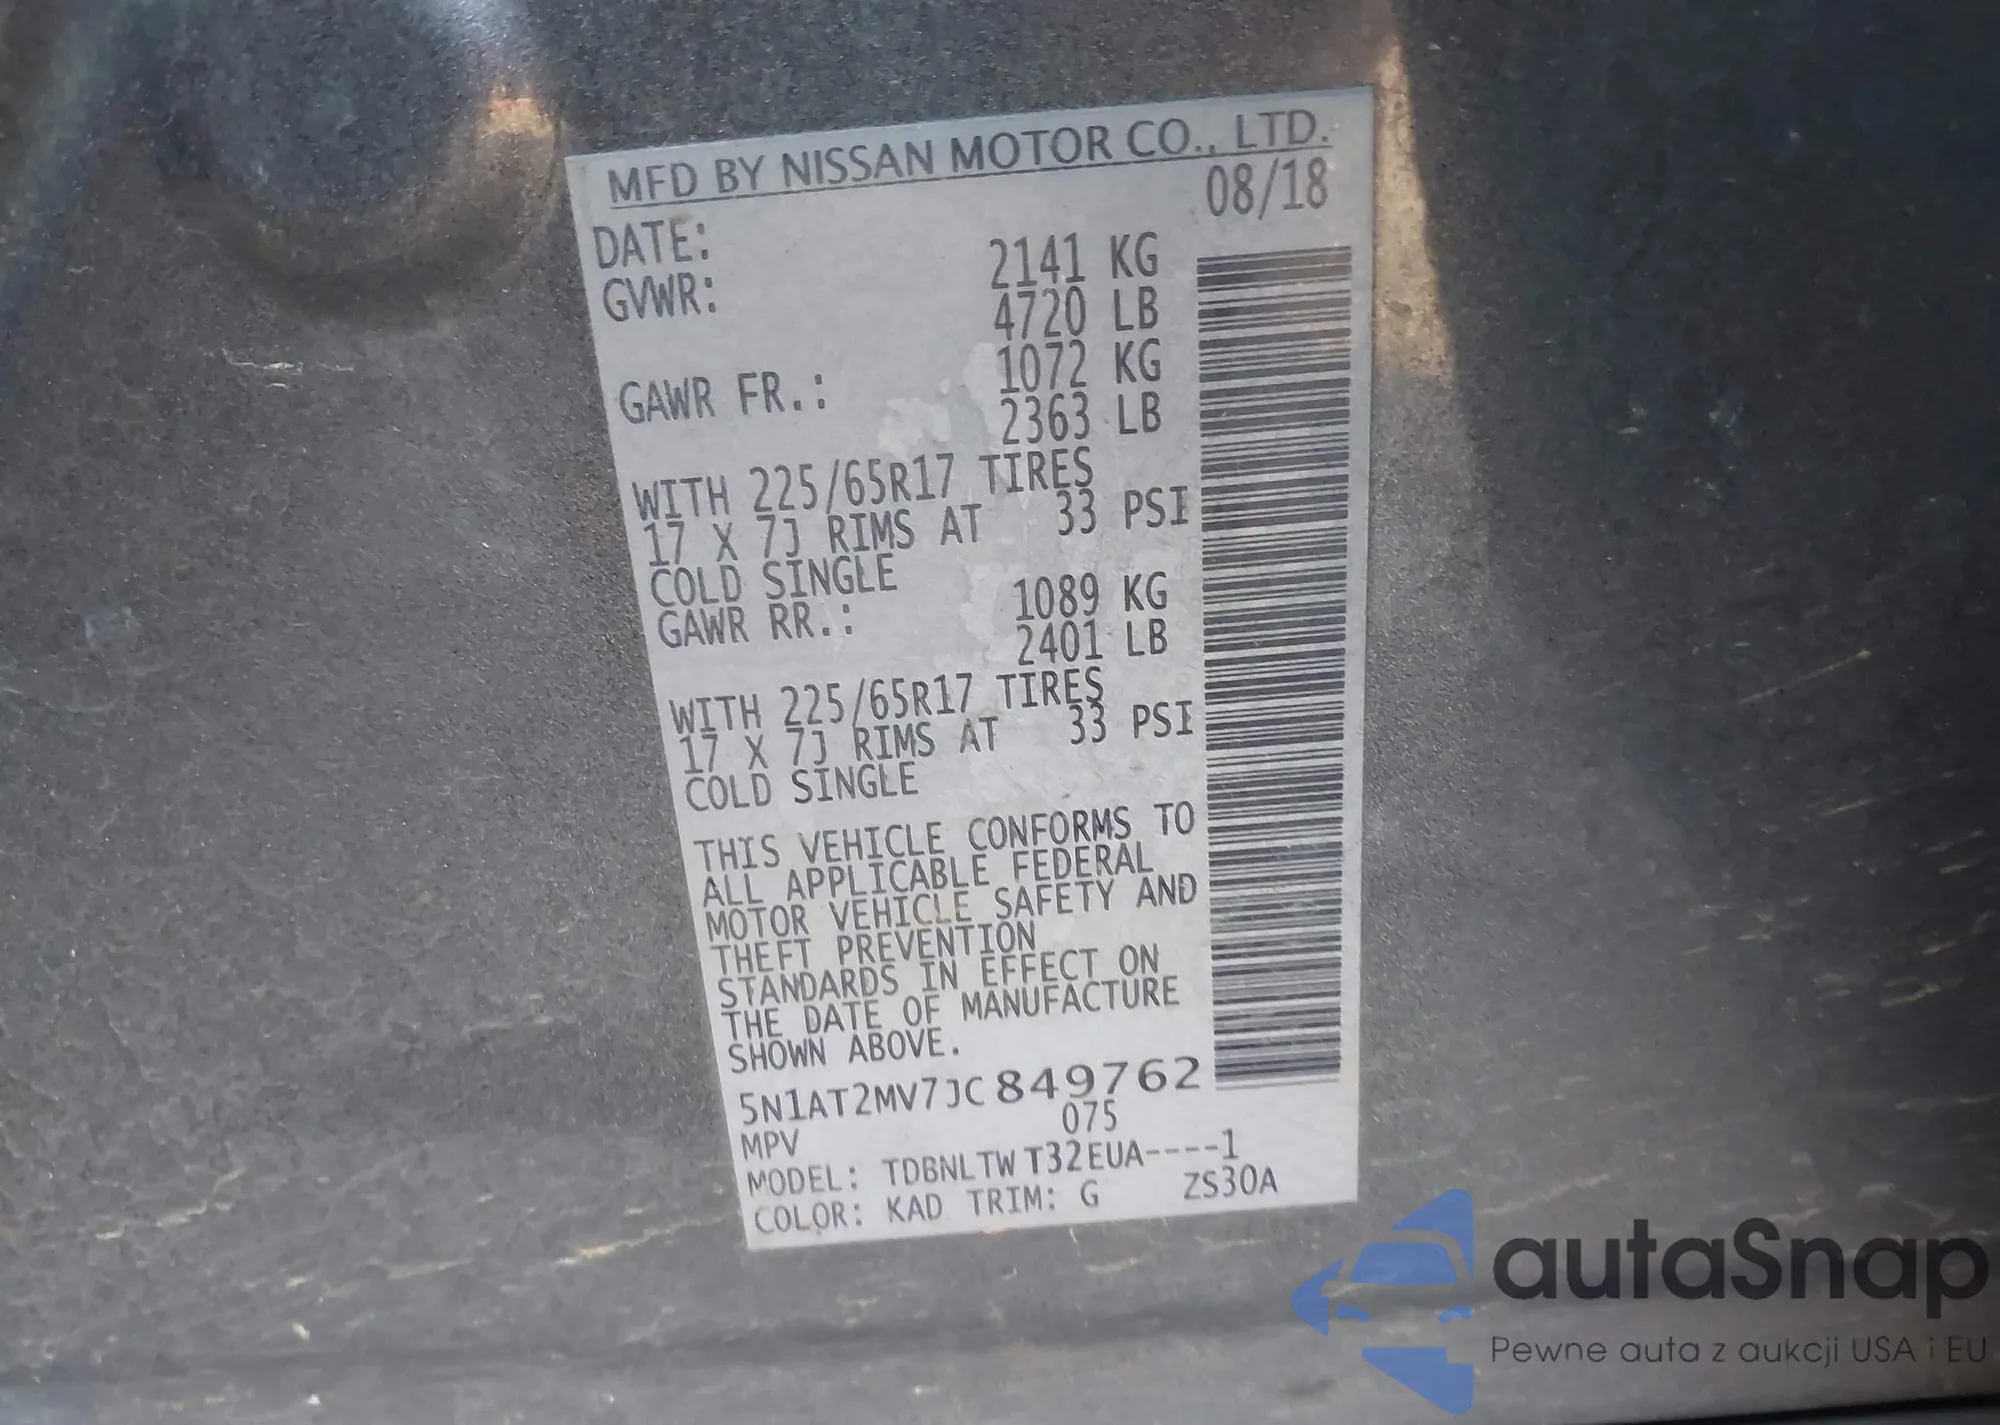 MFD BY NISSAN MOTOR CO., LTD.
DATE: 08/18
GVWR: 2141 KG
4720 LB
GAWR FR.: 1072 KG
2363 LB
WITH 225/65R17 TIRES
17 X 7J RIMS AT 33 PSI
COLD SINGLE
GAWR RR.: 1089 KG
2401 LB
WITH 225/65R17 TIRES
17 X 7J RIMS AT 33 PSI
COLD SINGLE
THIS VEHICLE CONFORMS TO
ALL APPLICABLE FEDERAL
MOTOR VEHICLE SAFETY AND
THEFT PREVENTION
STANDARDS IN EFFECT ON
THE DATE OF MANUFACTURE
SHOWN ABOVE.
5N1AT2MV7JC849762
MPV 075
MODEL: TDBNLTWT32EUA----1
COLOR: KAD TRIM: G ZS30A
autaSnap
Pewne auta z aukcji USA i EU